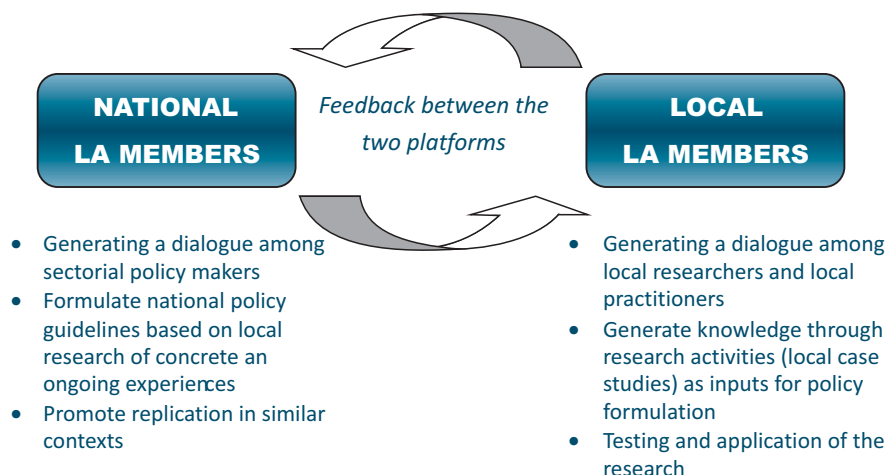 NATIONAL
LA MEMBERS
Feedback between the
two platforms
LOCAL
LA MEMBERS
• Generating a dialogue among
sectorial policy makers
• Formulate national policy
guidelines based on local
research of concrete an
ongoing experiences
• Promote replication in similar
contexts
• Generating a dialogue among
local researchers and local
practitioners
• Generate knowledge through
research activities (local case
studies) as inputs for policy
formulation
• Testing and application of the
research